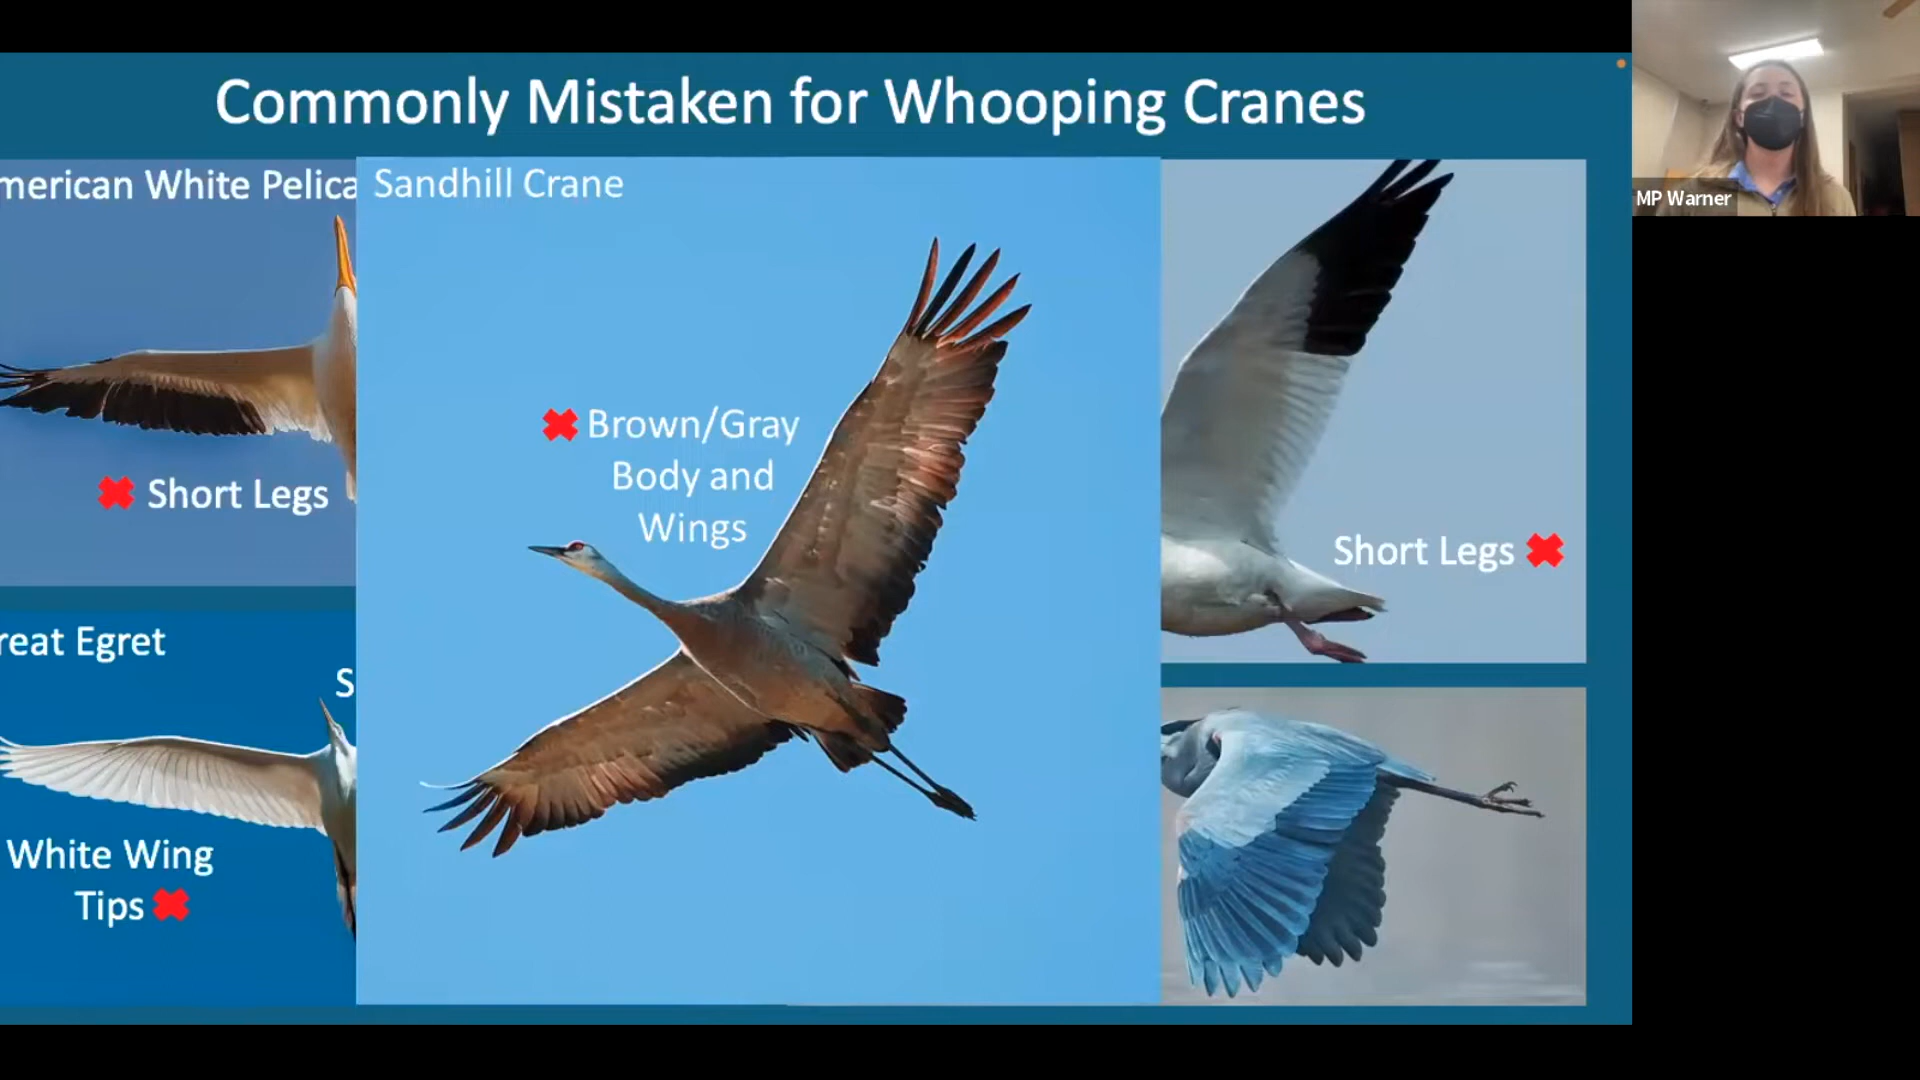 Commonly Mistaken for Whooping Cranes
merican White Pelica
Sandhill Crane
Brown/Gray
Body and
Wings
Short Legs
Short Legs
reat Egret
S
White Wing
Tips
MP Warner